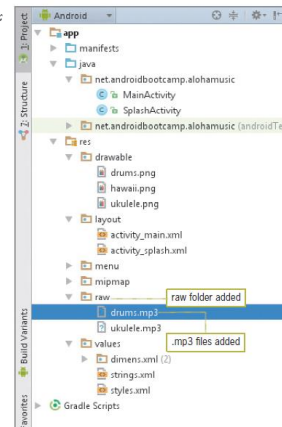 Android
1: Project
app
manifests
java
net.androidbootcamp.alohamusic
C MainActivity
C SplashActivity
net.androidbootcamp.alohamusic (androidTe
7: Structure
res
drawable
drums.png
hawaii.png
ukulele.png
layout
activity_main.xml
activity_splash.xml
menu
mipmap
raw
raw folder added
drums.mp3
ukulele.mp3
.mp3 files added
values
dimens.xml (2)
strings.xml
styles.xml
Gradle Scripts
Build Variants
avorites